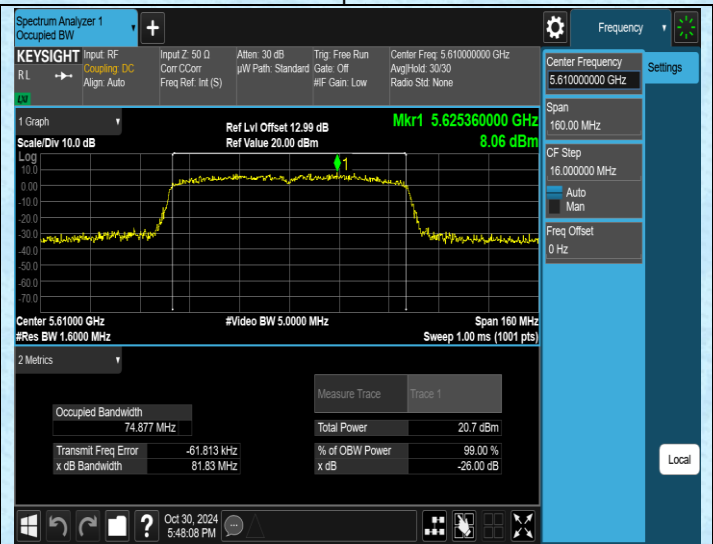 Spectrum Analyzer 1
Occupied BW
+
Frequency
KEYSIGHT
RL
LXI
Input: RF
Coupling: DC
Align: Auto
Input Z: 50 Ω
Corr CCorr
Freq Ref: Int (S)
Atten: 30 dB
µW Path: Standard
Trig: Free Run
Gate: Off
#IF Gain: Low
Center Freq: 5.610000000 GHz
Avg|Hold: 30/30
Radio Std: None
Center Frequency
5.610000000 GHz
Settings
Span
160.00 MHz
CF Step
16.000000 MHz
Auto
Man
Freq Offset
0 Hz
1 Graph
Scale/Div 10.0 dB
Ref Lvl Offset 12.99 dB
Ref Value 20.00 dBm
Mkr1 5.625360000 GHz
8.06 dBm
Log
10.0
0.00
-10.0
-20.0
-30.0
-40.0
-50.0
-60.0
-70.0
1
Center 5.61000 GHz
#Res BW 1.6000 MHz
#Video BW 5.0000 MHz
Span 160 MHz
Sweep 1.00 ms (1001 pts)
2 Metrics
Measure Trace
Trace 1
Occupied Bandwidth
74.877 MHz
Total Power
20.7 dBm
Transmit Freq Error
-61.813 kHz
% of OBW Power
99.00 %
x dB Bandwidth
81.83 MHz
x dB
-26.00 dB
Local
?
Oct 30, 2024
5:48:08 PM